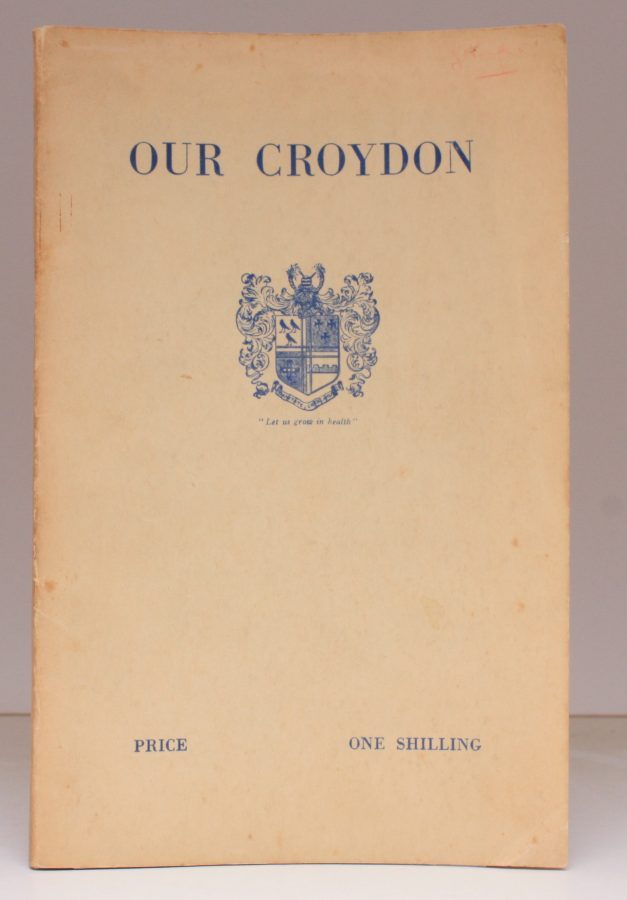 OUR CROYDON
"Let us grow in health"
PRICE ONE SHILLING